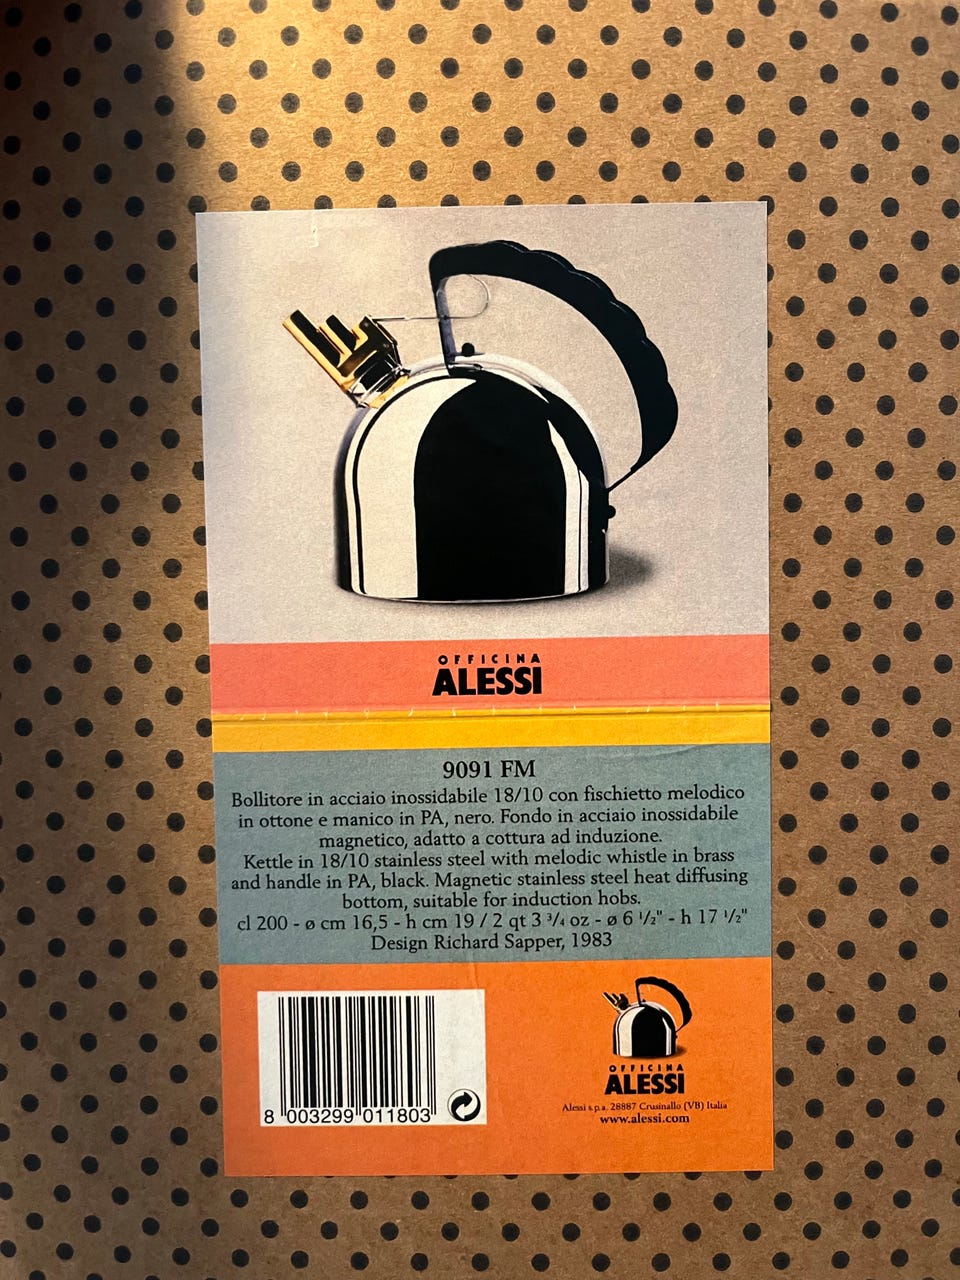 OFFICINA
ALESSI
9091 FM
Bollitore in acciaio inossidabile 18/10 con fischietto melodico
in ottone e manico in PA, nero. Fondo in acciaio inossidabile
magnetico, adatto a cottura ad induzione.
Kettle in 18/10 stainless steel with melodic whistle in brass
and handle in PA, black. Magnetic stainless steel heat diffusing
bottom, suitable for induction hobs.
cl 200 - ø cm 16,5 - h cm 19 / 2 qt 3 3/4 oz - ø 6 1/2" - h 17 1/2"
Design Richard Sapper, 1983
8 003299 011803
OFFICINA
ALESSI
Alessi s.p.a. 28887 Crusinallo (VB) Italia
www.alessi.com